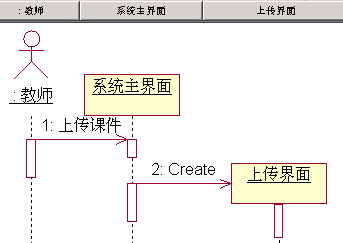 : 教师 系统主界面 上传界面
: 教师
系统主界面
1: 上传课件
2: Create
上传界面